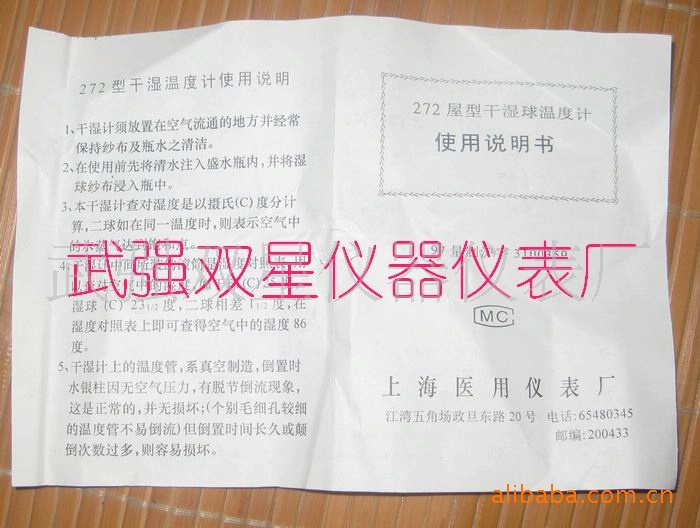 272型干湿温度计使用说明
1、干湿计须放置在空气流通的地方并经常
保持纱布及瓶水之清洁。
2、在使用前先将清水注入盛水瓶内，并将湿
球纱布浸入瓶中。
3、本干湿计查对湿度是以摄氏(C)度分计
算，二球如在同一温度时，则表示空气中
湿球(C) 23 1/3 度，二球相差 1 1/2 度，在
湿度对照表上即可查得空气中的湿度 86
度。
5、干湿计上的温度管，系真空制造，倒置时
水银柱因无空气压力，有脱节倒流现象，
这是正常的，并无损坏；(个别毛细孔较细
的温度管不易倒流)但倒置时间长久或颠
倒次数过多，则容易损坏。
272屋型干湿球温度计
使用说明书
MC
上海医用仪表厂
江湾五角场政旦东路20号 电话:65480345
邮编:200433
武强双星仪器仪表厂
alibaba.com.cn